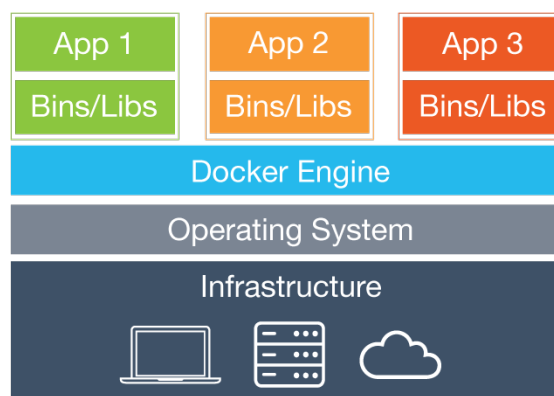 App 1
App 2
App 3
Bins/Libs
Bins/Libs
Bins/Libs
Docker Engine
Operating System
Infrastructure